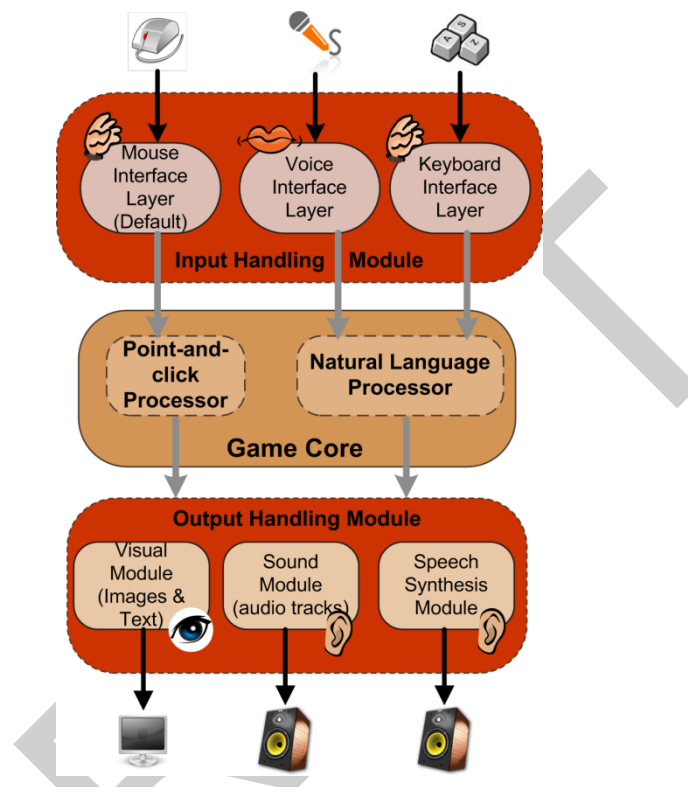 S
A
S
Z
Mouse
Interface
Layer
(Default)
Voice
Interface
Layer
Keyboard
Interface
Layer
Input Handling Module
Point-and-
click
Processor
Natural Language
Processor
Game Core
Output Handling Module
Visual
Module
(Images &
Text)
Sound
Module
(audio tracks)
Speech
Synthesis
Module